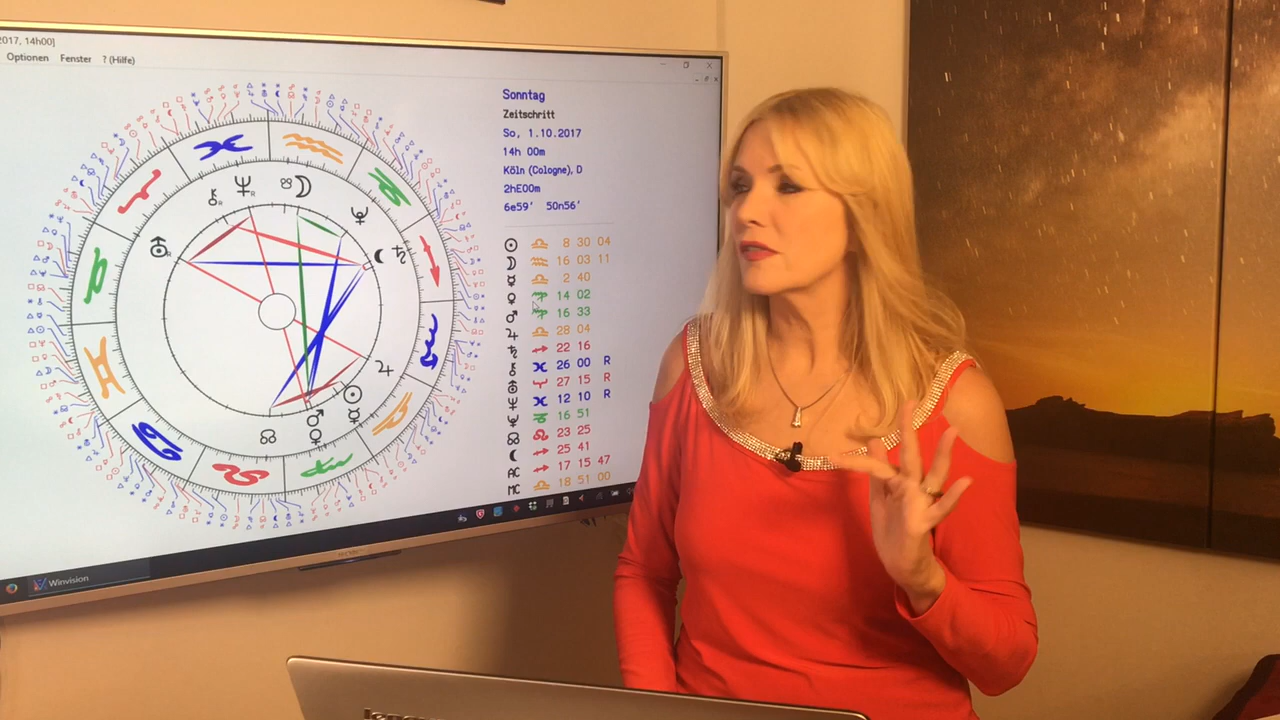 2017, 14h00]
Optionen Fenster ? (Hilfe)
Sonntag
Zeitschritt
So, 1.10.2017
14h 00m
Köln (Cologne), D
2hE00m
6e59' 50n56'
☉ ♎ 8 30 04
☽ ♒ 16 03 11
☿ ♎ 2 40
♀ ♍ 14 02
♂ ♍ 16 33
♃ ♎ 28 04
♄ ♐ 22 16
⚷ ♓ 26 00 R
♅ ♈ 27 15 R
♆ ♓ 12 10 R
♇ ♑ 16 51
☊ ♌ 23 25
⚸ ♐ 25 41
AC ♐ 17 15 47
MC ♎ 18 51 00
Winvision